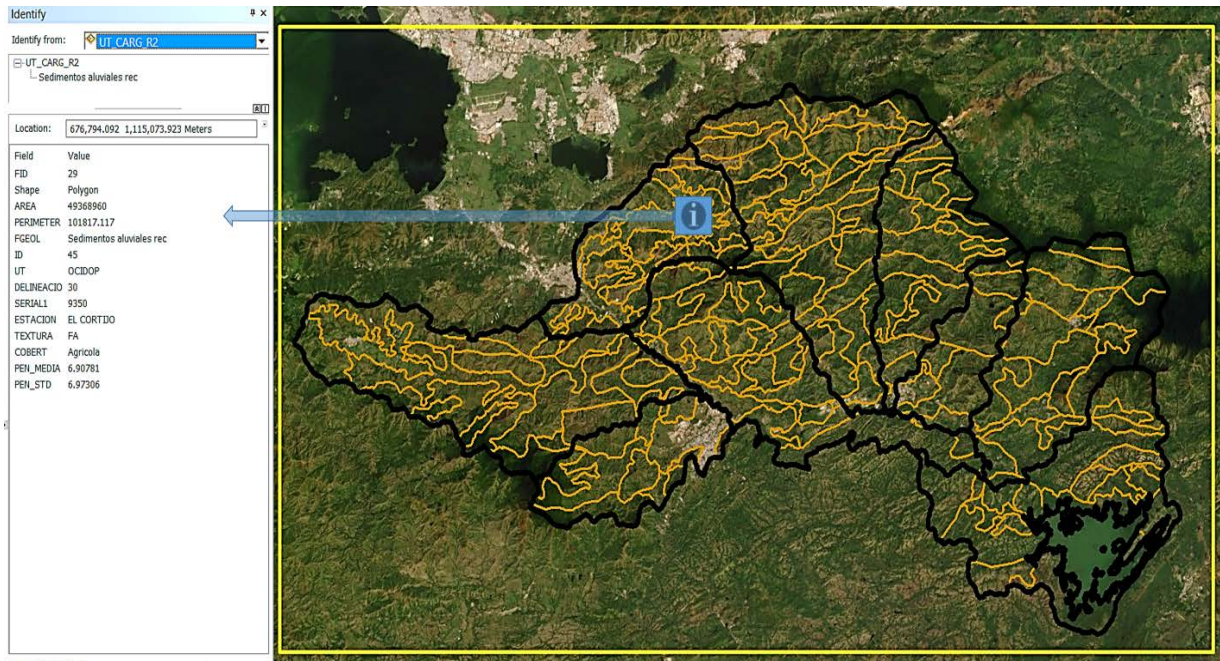 Identify
Identify from: UT_CARG_R2
UT_CARG_R2
Sedimentos aluviales rec
Location: 676,794.092 1,115,073.923 Meters
Field Value
FID 29
Shape Polygon
AREA 49368960
PERIMETER 101817.117
FGEOL Sedimentos aluviales rec
ID 45
UT OCIDOP
DELINEACIO 30
SERIAL1 9350
ESTACION EL CORTIJO
TEXTURA FA
COBERT Agricola
PEN_MEDIA 6.90781
PEN_STD 6.97306
i